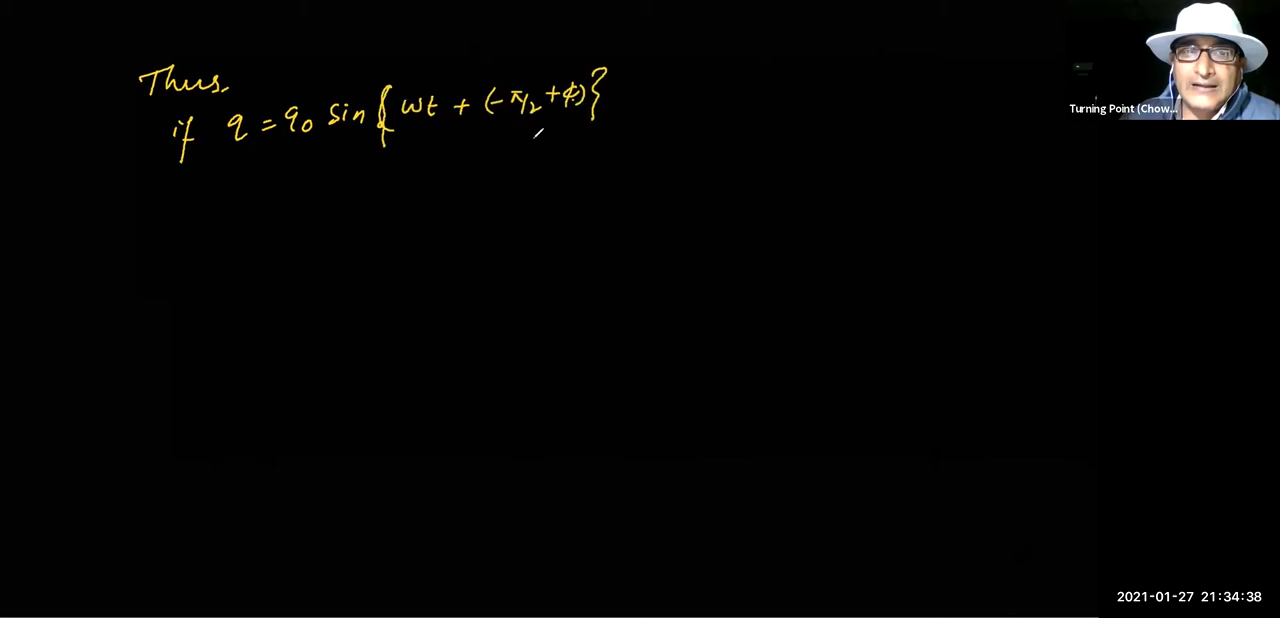 Thus.
if q = q0 sin { ωt + (- π/2 + ϕ) }
Turning Point (Chow...
2021-01-27 21:34:38